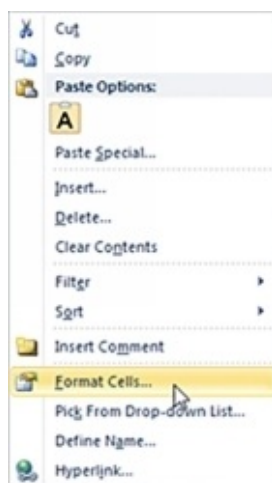 Cut
Copy
Paste Options:
A
Paste Special...
Insert...
Delete...
Clear Contents
Filter
Sort
Insert Comment
Format Cells...
Pick From Drop-down List...
Define Name...
Hyperlink...